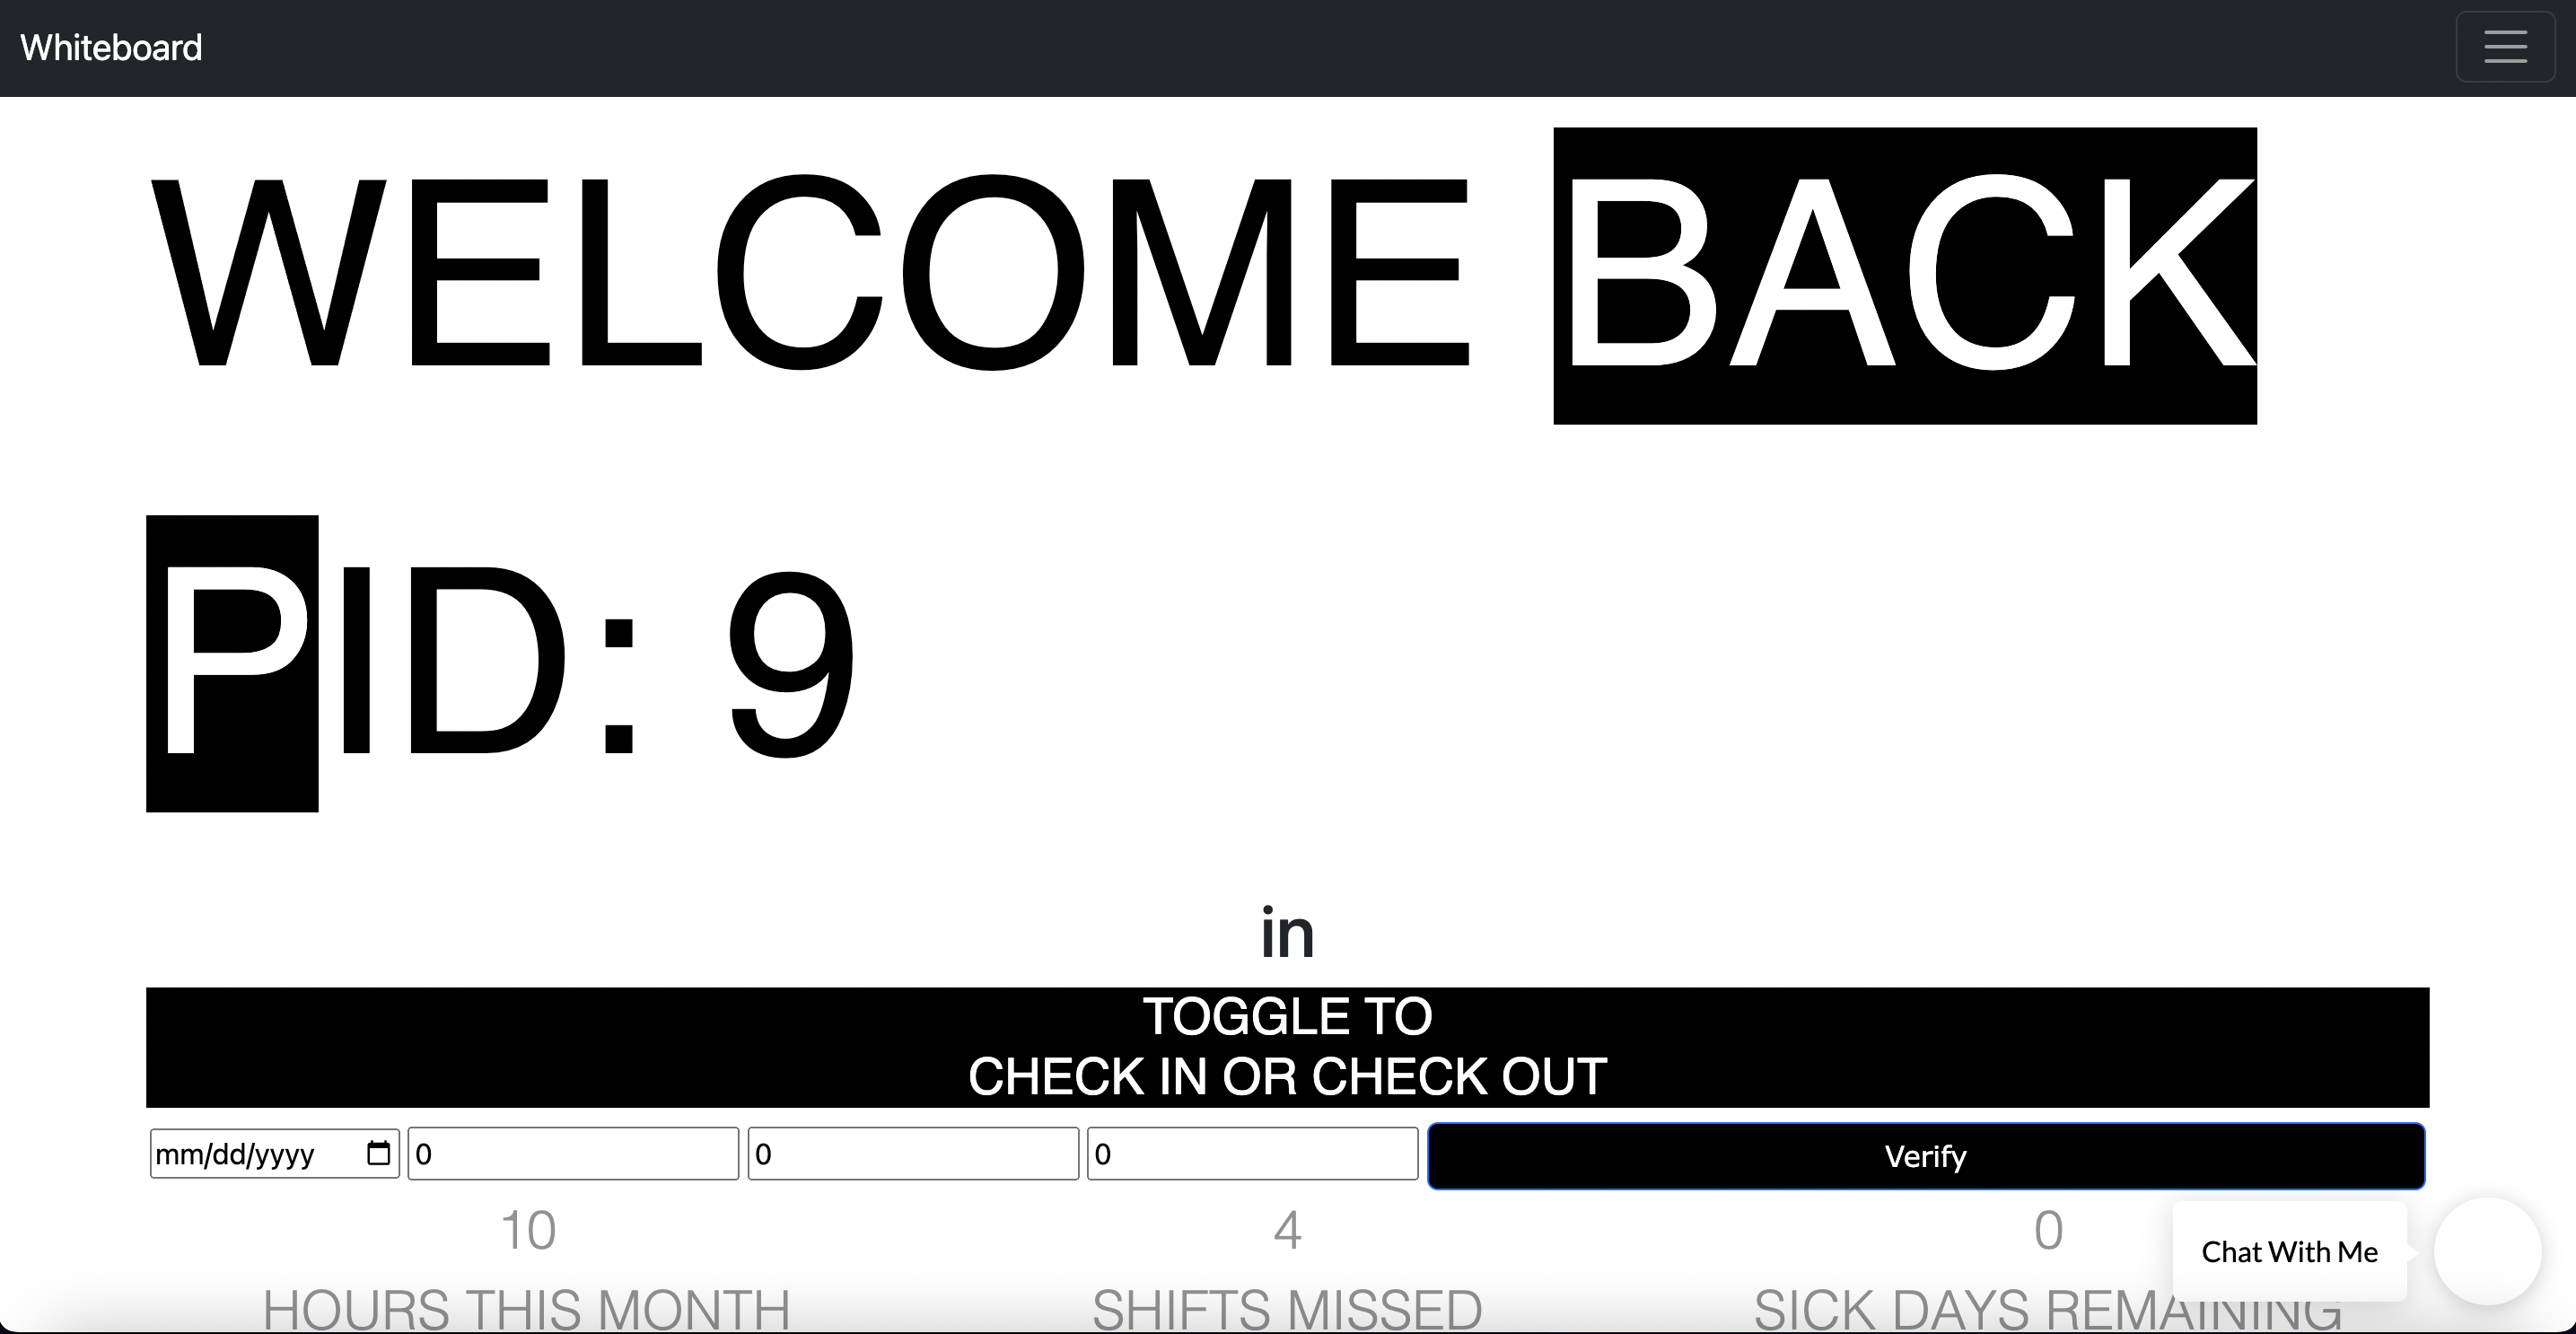 Whiteboard
WELCOME BACK
PID: 9
in
TOGGLE TO
CHECK IN OR CHECK OUT
mm/dd/yyyy 0 0 0 Verify
10 4 0
Chat With Me
HOURS THIS MONTH SHIFTS MISSED SICK DAYS REMAINING